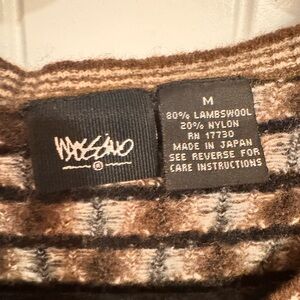 MOSSIMO
®
M
80% LAMBSWOOL
20% NYLON
RN 17730
MADE IN JAPAN
SEE REVERSE FOR
CARE INSTRUCTIONS